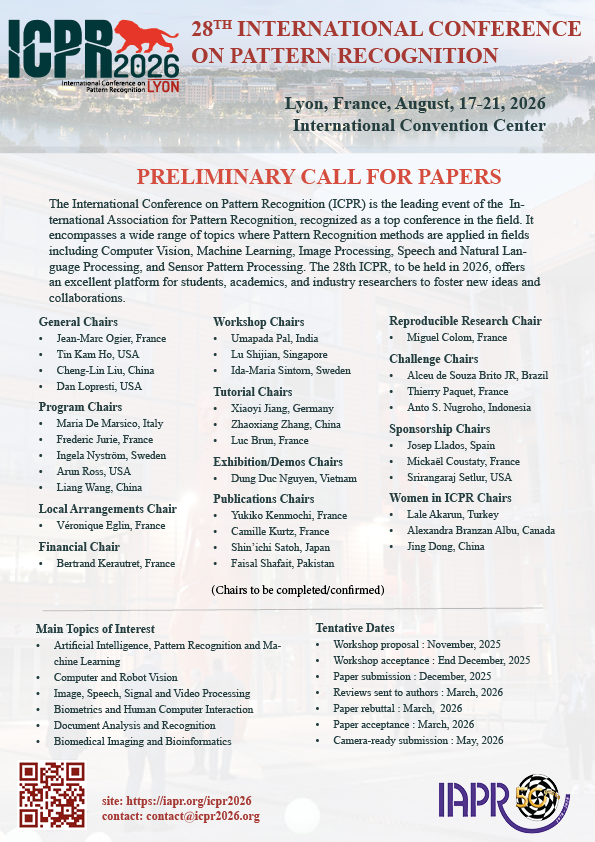 ICPR
2026
International Conference on
Pattern Recognition
LYON
28TH INTERNATIONAL CONFERENCE
ON PATTERN RECOGNITION
Lyon, France, August, 17-21, 2026
International Convention Center
PRELIMINARY CALL FOR PAPERS
The International Conference on Pattern Recognition (ICPR) is the leading event of the In-
ternational Association for Pattern Recognition, recognized as a top conference in the field. It
encompasses a wide range of topics where Pattern Recognition methods are applied in fields
including Computer Vision, Machine Learning, Image Processing, Speech and Natural Lan-
guage Processing, and Sensor Pattern Processing. The 28th ICPR, to be held in 2026, offers
an excellent platform for students, academics, and industry researchers to foster new ideas and
collaborations.
General Chairs
• Jean-Marc Ogier, France
• Tin Kam Ho, USA
• Cheng-Lin Liu, China
• Dan Lopresti, USA
Program Chairs
• Maria De Marsico, Italy
• Frederic Jurie, France
• Ingela Nyström, Sweden
• Arun Ross, USA
• Liang Wang, China
Local Arrangements Chair
• Véronique Eglin, France
Financial Chair
• Bertrand Kerautret, France
Workshop Chairs
• Umapada Pal, India
• Lu Shijian, Singapore
• Ida-Maria Sintorn, Sweden
Tutorial Chairs
• Xiaoyi Jiang, Germany
• Zhaoxiang Zhang, China
• Luc Brun, France
Exhibition/Demos Chairs
• Dung Duc Nguyen, Vietnam
Publications Chairs
• Yukiko Kenmochi, France
• Camille Kurtz, France
• Shin'ichi Satoh, Japan
• Faisal Shafait, Pakistan
Reproducible Research Chair
• Miguel Colom, France
Challenge Chairs
• Alceu de Souza Brito JR, Brazil
• Thierry Paquet, France
• Anto S. Nugroho, Indonesia
Sponsorship Chairs
• Josep Llados, Spain
• Mickaël Coustaty, France
• Srirangaraj Setlur, USA
Women in ICPR Chairs
• Lale Akarun, Turkey
• Alexandra Branzan Albu, Canada
• Jing Dong, China
(Chairs to be completed/confirmed)
Main Topics of Interest
• Artificial Intelligence, Pattern Recognition and Ma-
chine Learning
• Computer and Robot Vision
• Image, Speech, Signal and Video Processing
• Biometrics and Human Computer Interaction
• Document Analysis and Recognition
• Biomedical Imaging and Bioinformatics
Tentative Dates
• Workshop proposal : November, 2025
• Workshop acceptance : End December, 2025
• Paper submission : December, 2025
• Reviews sent to authors : March, 2026
• Paper rebuttal : March, 2026
• Paper acceptance : March, 2026
• Camera-ready submission : May, 2026
site: https://iapr.org/icpr2026
contact: contact@icpr2026.org
IAPR